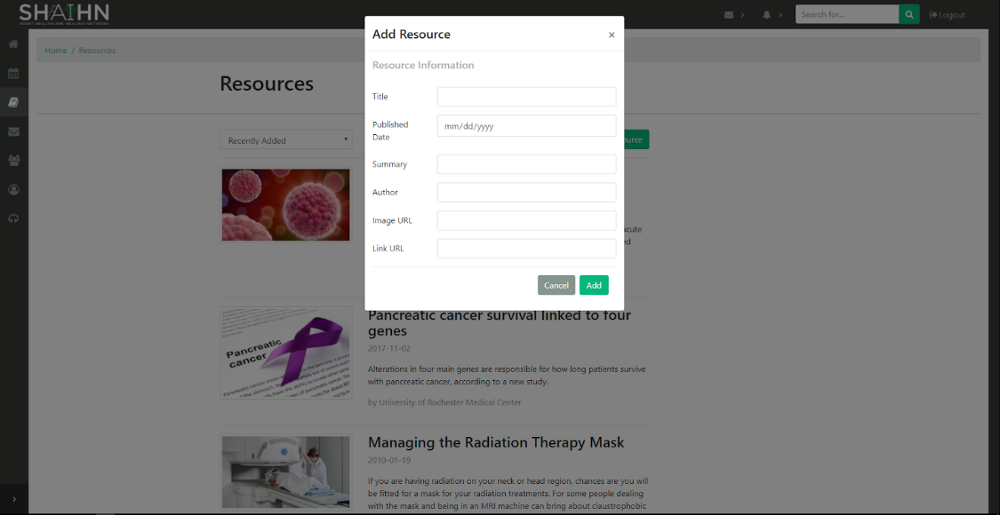 SHAIHN
SMART HEALTHCARE HEALING NETWORK
Search for...
Logout
Home / Resources
Resources
Recently Added
Add Resource
×
Resource Information
Title
Published
Date
mm/dd/yyyy
Summary
Author
Image URL
Link URL
Cancel
Add
Pancreatic
cancer
Pancreatic cancer survival linked to four
genes
2017-11-02
Alterations in four main genes are responsible for how long patients survive
with pancreatic cancer, according to a new study.
by University of Rochester Medical Center
Managing the Radiation Therapy Mask
2010-01-19
If you are having radiation on your neck or head region, chances are you will
be fitted for a mask for your radiation treatments. For some people dealing
with the mask and being in an MRI machine can bring about claustrophobic